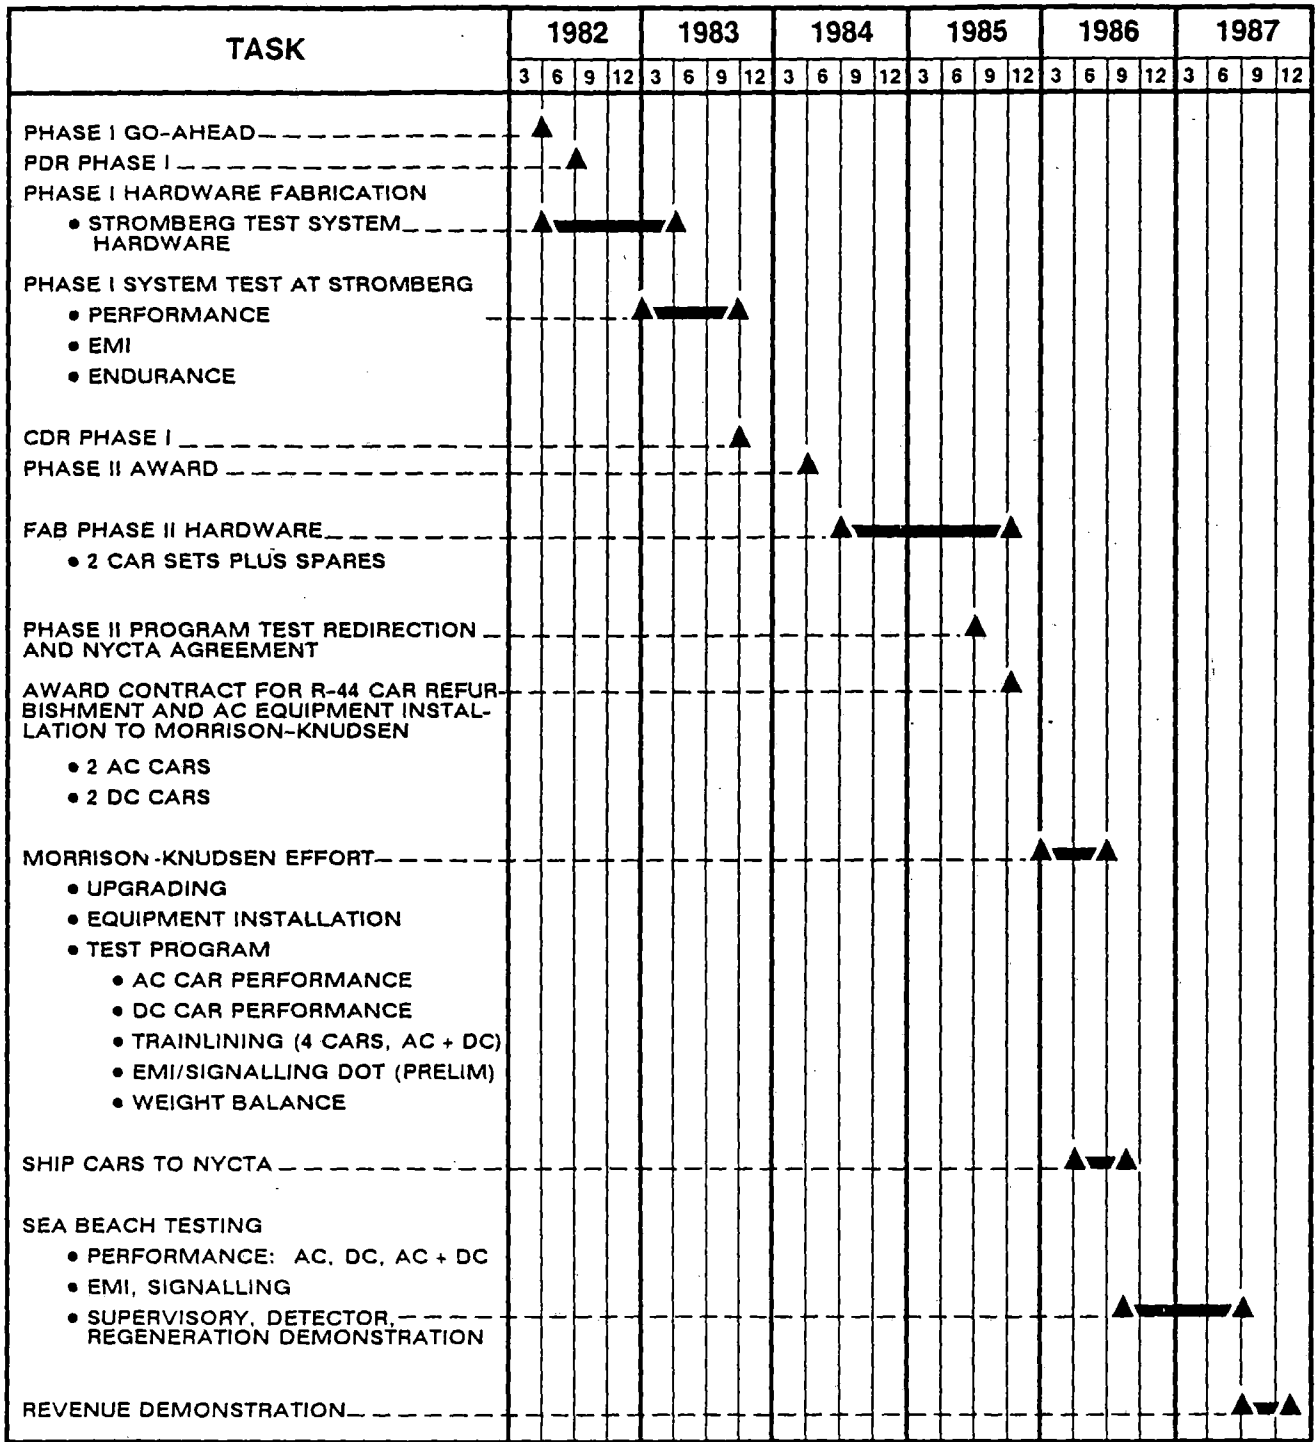 TASK
1982 1983 1984 1985 1986 1987
3 6 9 12 3 6 9 12 3 6 9 12 3 6 9 12 3 6 9 12 3 6 9 12
PHASE I GO-AHEAD
PDR PHASE I
PHASE I HARDWARE FABRICATION
• STROMBERG TEST SYSTEM
HARDWARE
PHASE I SYSTEM TEST AT STROMBERG
• PERFORMANCE
• EMI
• ENDURANCE
CDR PHASE I
PHASE II AWARD
FAB PHASE II HARDWARE
• 2 CAR SETS PLUS SPARES
PHASE II PROGRAM TEST REDIRECTION
AND NYCTA AGREEMENT
AWARD CONTRACT FOR R-44 CAR REFUR-
BISHMENT AND AC EQUIPMENT INSTAL-
LATION TO MORRISON-KNUDSEN
• 2 AC CARS
• 2 DC CARS
MORRISON-KNUDSEN EFFORT
• UPGRADING
• EQUIPMENT INSTALLATION
• TEST PROGRAM
• AC CAR PERFORMANCE
• DC CAR PERFORMANCE
• TRAINLINING (4 CARS, AC + DC)
• EMI/SIGNALLING DOT (PRELIM)
• WEIGHT BALANCE
SHIP CARS TO NYCTA
SEA BEACH TESTING
• PERFORMANCE: AC, DC, AC + DC
• EMI, SIGNALLING
• SUPERVISORY, DETECTOR,
REGENERATION DEMONSTRATION
REVENUE DEMONSTRATION